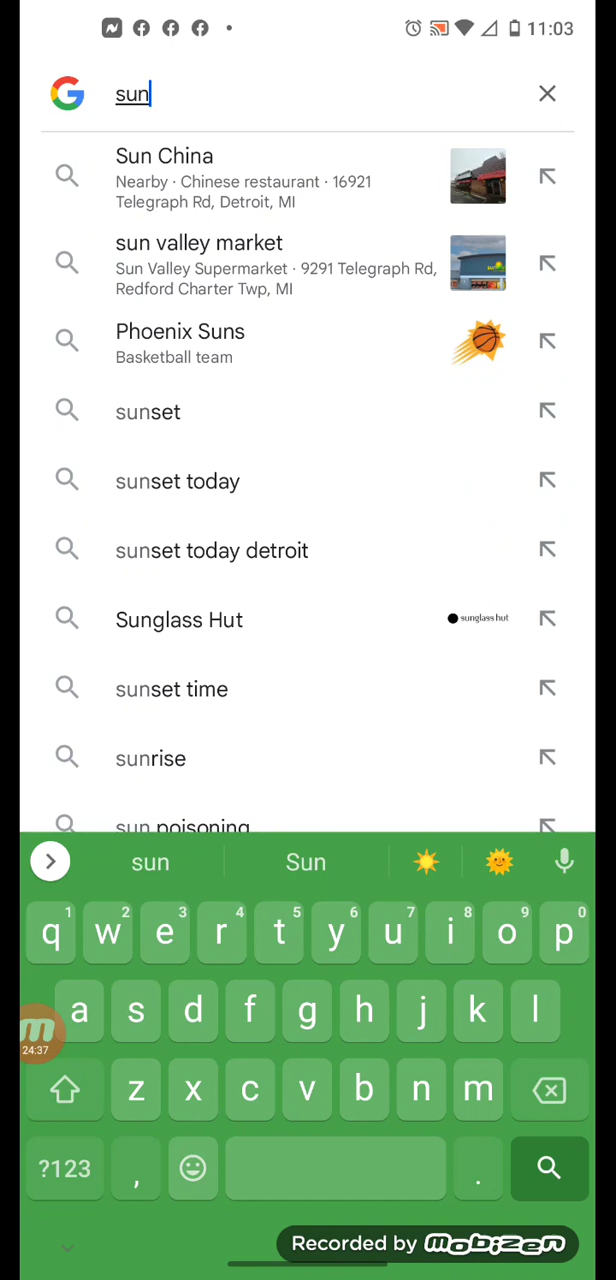 11:03
sun
Sun China
Nearby · Chinese restaurant · 16921
Telegraph Rd, Detroit, MI
sun valley market
Sun Valley Supermarket · 9291 Telegraph Rd,
Redford Charter Twp, MI
Phoenix Suns
Basketball team
sunset
sunset today
sunset today detroit
Sunglass Hut
sunglass hut
sunset time
sunrise
sun poisoning
sun Sun
1 2 3 4 5 6 7 8 9 0
q w e r t y u i o p
a s d f g h j k l
24:37
z x c v b n m
?123 , .
Recorded by mobizen